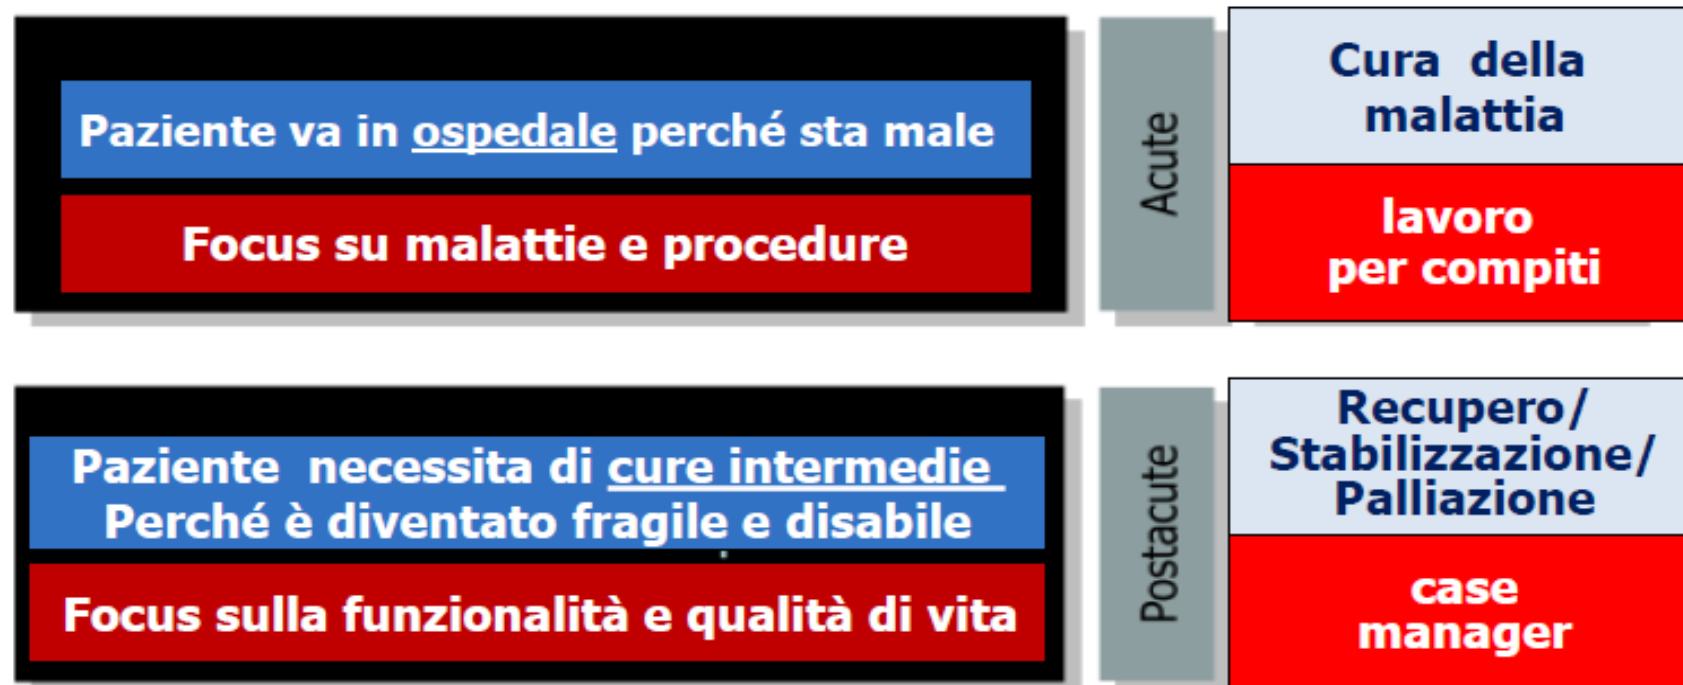 Paziente va in ospedale perché sta male
Focus su malattie e procedure
Acute
Cura della
malattia
lavoro
per compiti
Paziente necessita di cure intermedie
Perché è diventato fragile e disabile
Focus sulla funzionalità e qualità di vita
Postacute
Recupero/
Stabilizzazione/
Palliazione
case
manager